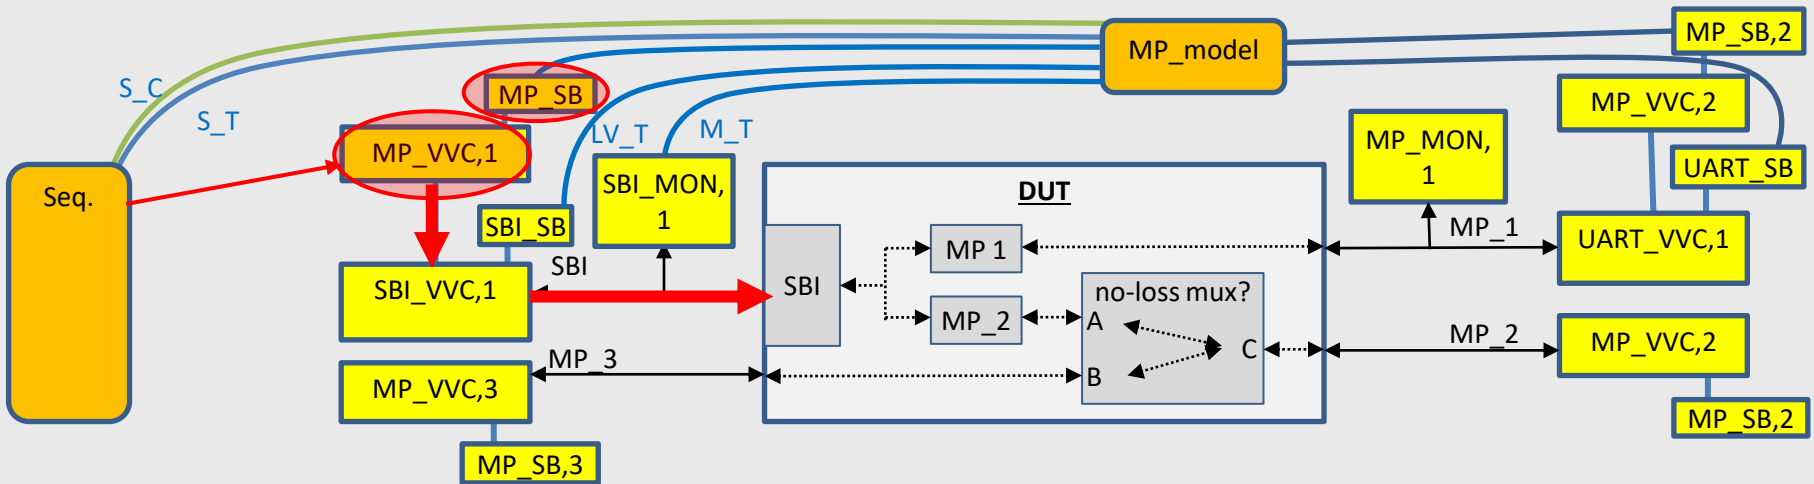 MP_model
MP_SB,2
S_C
MP_SB
MP_VVC,2
S_T
LV_T
M_T
MP_VVC,1
MP_MON,
1
UART_SB
Seq.
SBI_MON,
1
DUT
SBI_SB
MP 1
MP_1
UART_VVC,1
SBI
SBI_VVC,1
SBI
no-loss mux?
MP_2
A
C
B
MP_2
MP_VVC,2
MP_3
MP_VVC,3
MP_SB,2
MP_SB,3